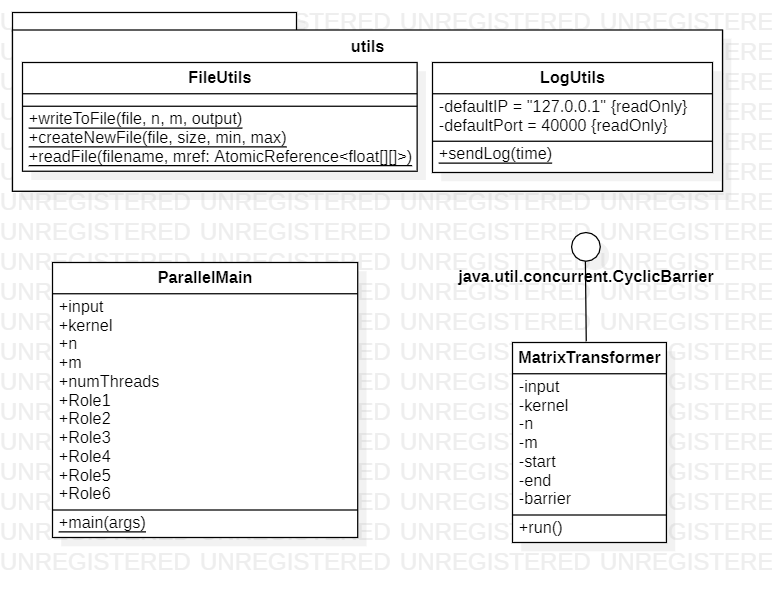 utils
FileUtils
+writeToFile(file, n, m, output)
+createNewFile(file, size, min, max)
+readFile(filename, mref: AtomicReference<float[][]>)
LogUtils
-defaultIP = "127.0.0.1" {readOnly}
-defaultPort = 40000 {readOnly}
+sendLog(time)
java.util.concurrent.CyclicBarrier
ParallelMain
+input
+kernel
+n
+m
+numThreads
+Role1
+Role2
+Role3
+Role4
+Role5
+Role6
+main(args)
MatrixTransformer
-input
-kernel
-n
-m
-start
-end
-barrier
+run()
UNREGISTERED